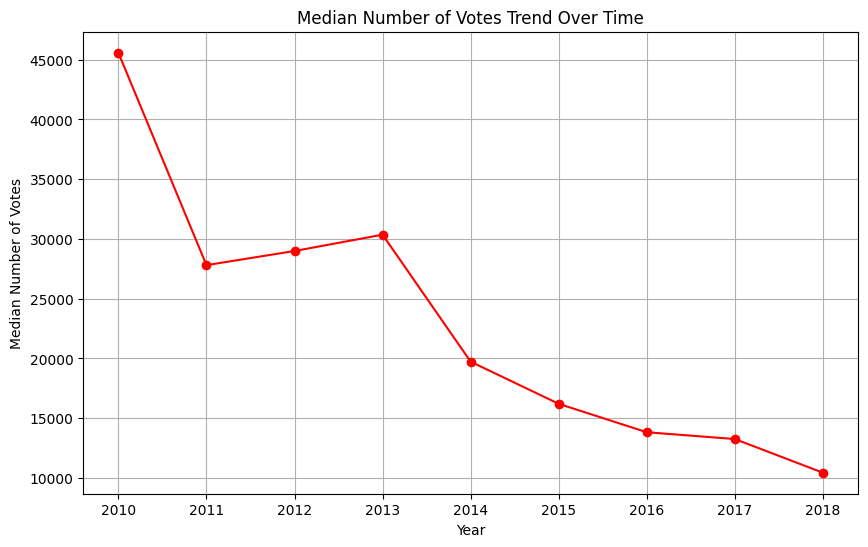 Median Number of Votes Trend Over Time
45000
40000
35000
30000
25000
20000
15000
10000
Median Number of Votes
2010 2011 2012 2013 2014 2015 2016 2017 2018
Year